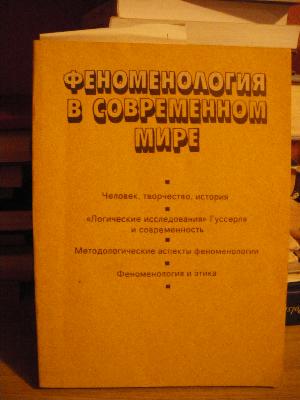 ФЕНОМЕНОЛОГИЯ
В СОВРЕМЕННОМ
МИРЕ
Человек, творчество, история
«Логические исследования» Гуссерля
и современность
Методологические аспекты феноменологии
Феноменология и этика